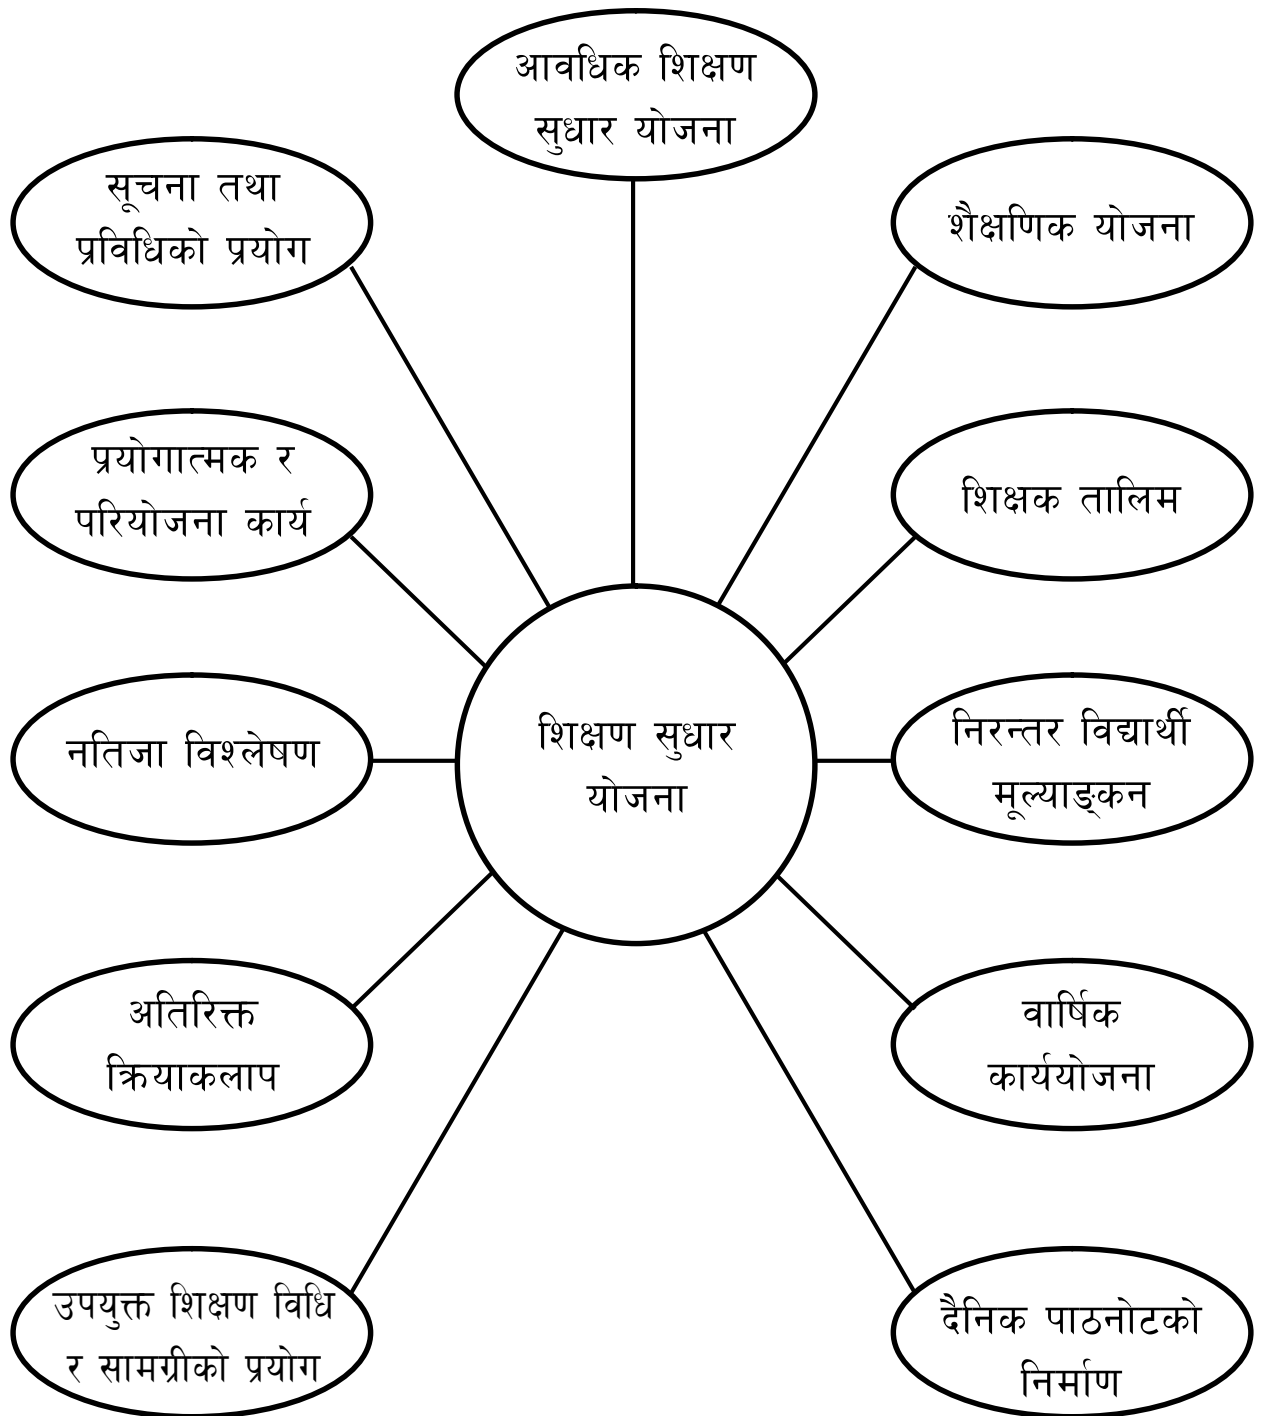 आवधिक शिक्षण
सुधार योजना
सूचना तथा
प्रविधिको प्रयोग
शैक्षणिक योजना
प्रयोगात्मक र
परियोजना कार्य
शिक्षक तालिम
नतिजा विश्लेषण
शिक्षण सुधार
योजना
निरन्तर विद्यार्थी
मूल्याङ्कन
अतिरिक्त
क्रियाकलाप
वार्षिक
कार्ययोजना
उपयुक्त शिक्षण विधि
र सामग्रीको प्रयोग
दैनिक पाठनोटको
निर्माण